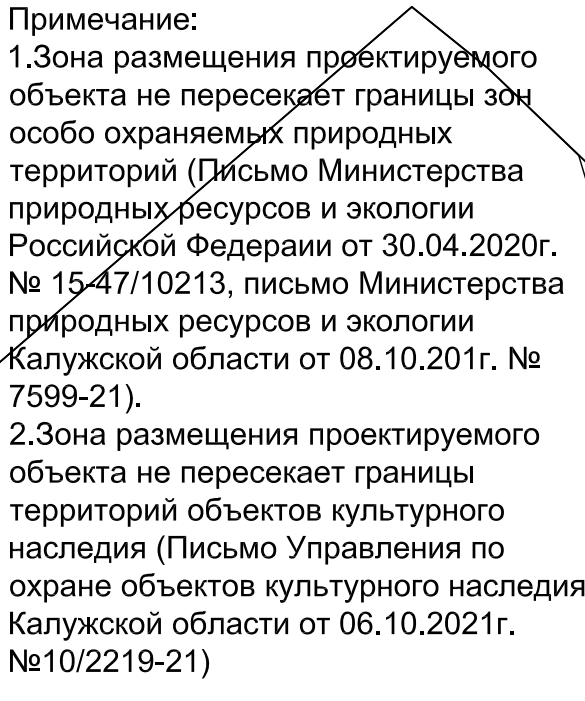 Примечание:
1.Зона размещения проектируемого
объекта не пересекает границы зон
особо охраняемых природных
территорий (Письмо Министерства
природных ресурсов и экологии
Российской Федераии от 30.04.2020г.
№ 15-47/10213, письмо Министерства
природных ресурсов и экологии
Калужской области от 08.10.201г. №
7599-21).
2.Зона размещения проектируемого
объекта не пересекает границы
территорий объектов культурного
наследия (Письмо Управления по
охране объектов культурного наследия
Калужской области от 06.10.2021г.
№10/2219-21)